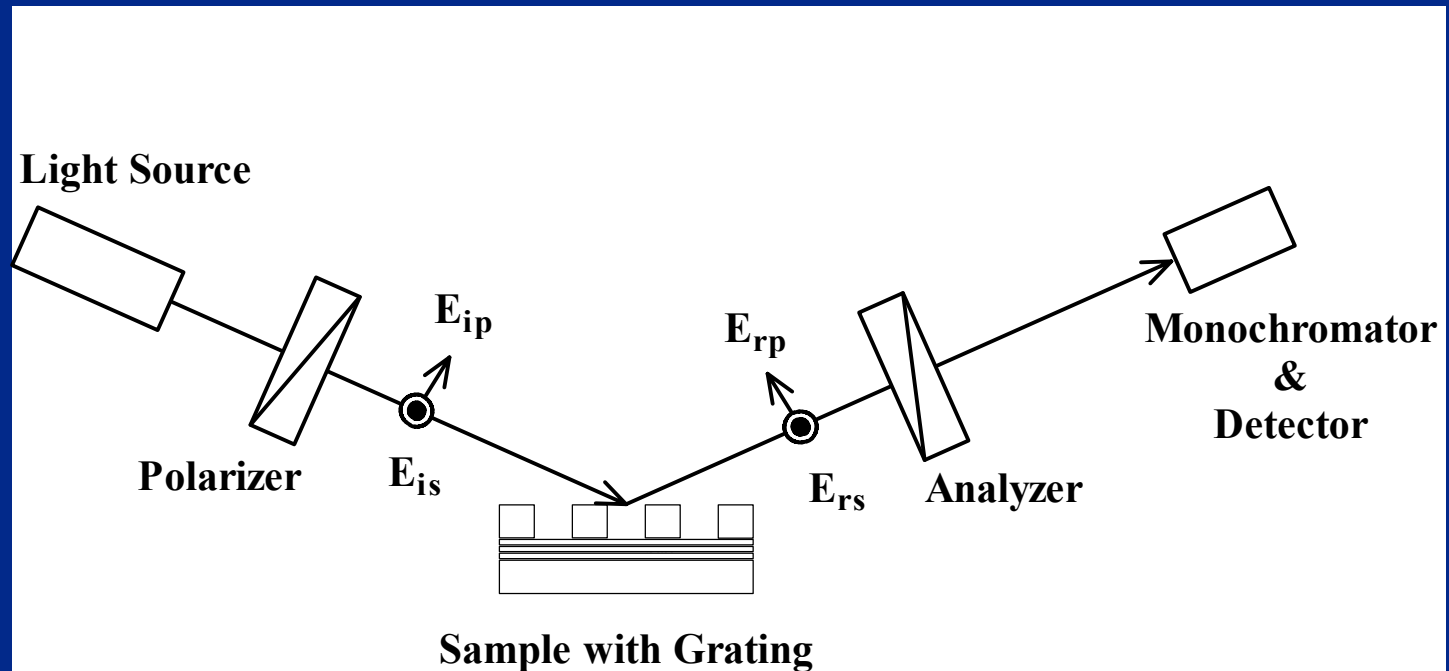 Light Source
E_ip
E_rp
Monochromator
&
Detector
Polarizer
E_is
E_rs
Analyzer
Sample with Grating